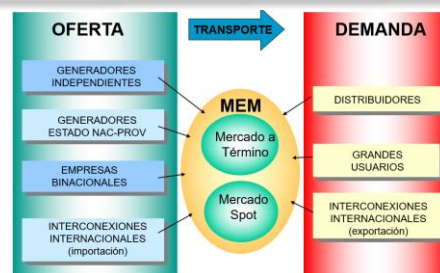 OFERTA
TRANSPORTE
DEMANDA
GENERADORES
INDEPENDIENTES
GENERADORES
ESTADO NAC-PROV
EMPRESAS
BINACIONALES
INTERCONEXIONES
INTERNACIONALES
(importación)
MEM
Mercado a
Término
Mercado
Spot
DISTRIBUIDORES
GRANDES
USUARIOS
INTERCONEXIONES
INTERNACIONALES
(exportación)